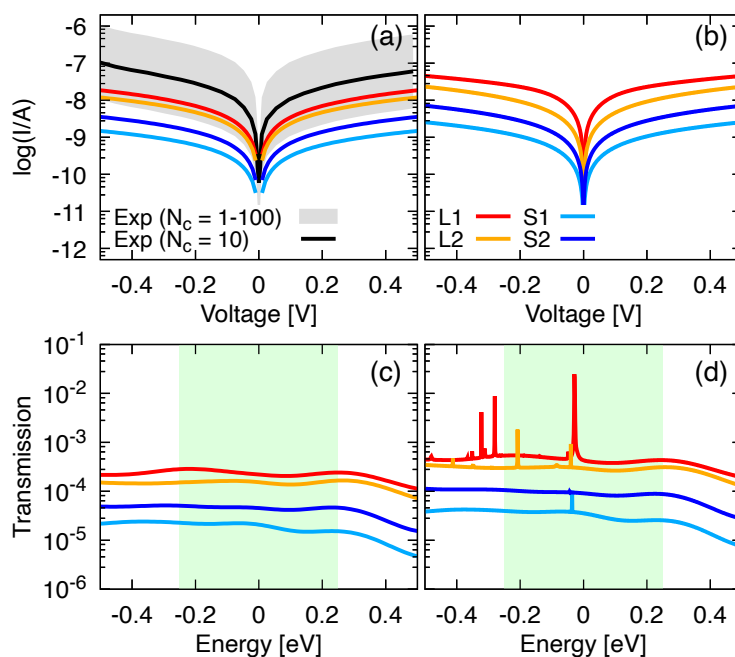 (a)
(b)
log(I/A)
-6
-7
-8
-9
-10
-11
-12
Exp (N_c = 1-100)
Exp (N_c = 10)
L1 S1
L2 S2
-0.4 -0.2 0 0.2 0.4
-0.4 -0.2 0 0.2 0.4
Voltage [V]
Voltage [V]
(c)
(d)
Transmission
10^-1
10^-2
10^-3
10^-4
10^-5
10^-6
-0.4 -0.2 0 0.2 0.4
-0.4 -0.2 0 0.2 0.4
Energy [eV]
Energy [eV]